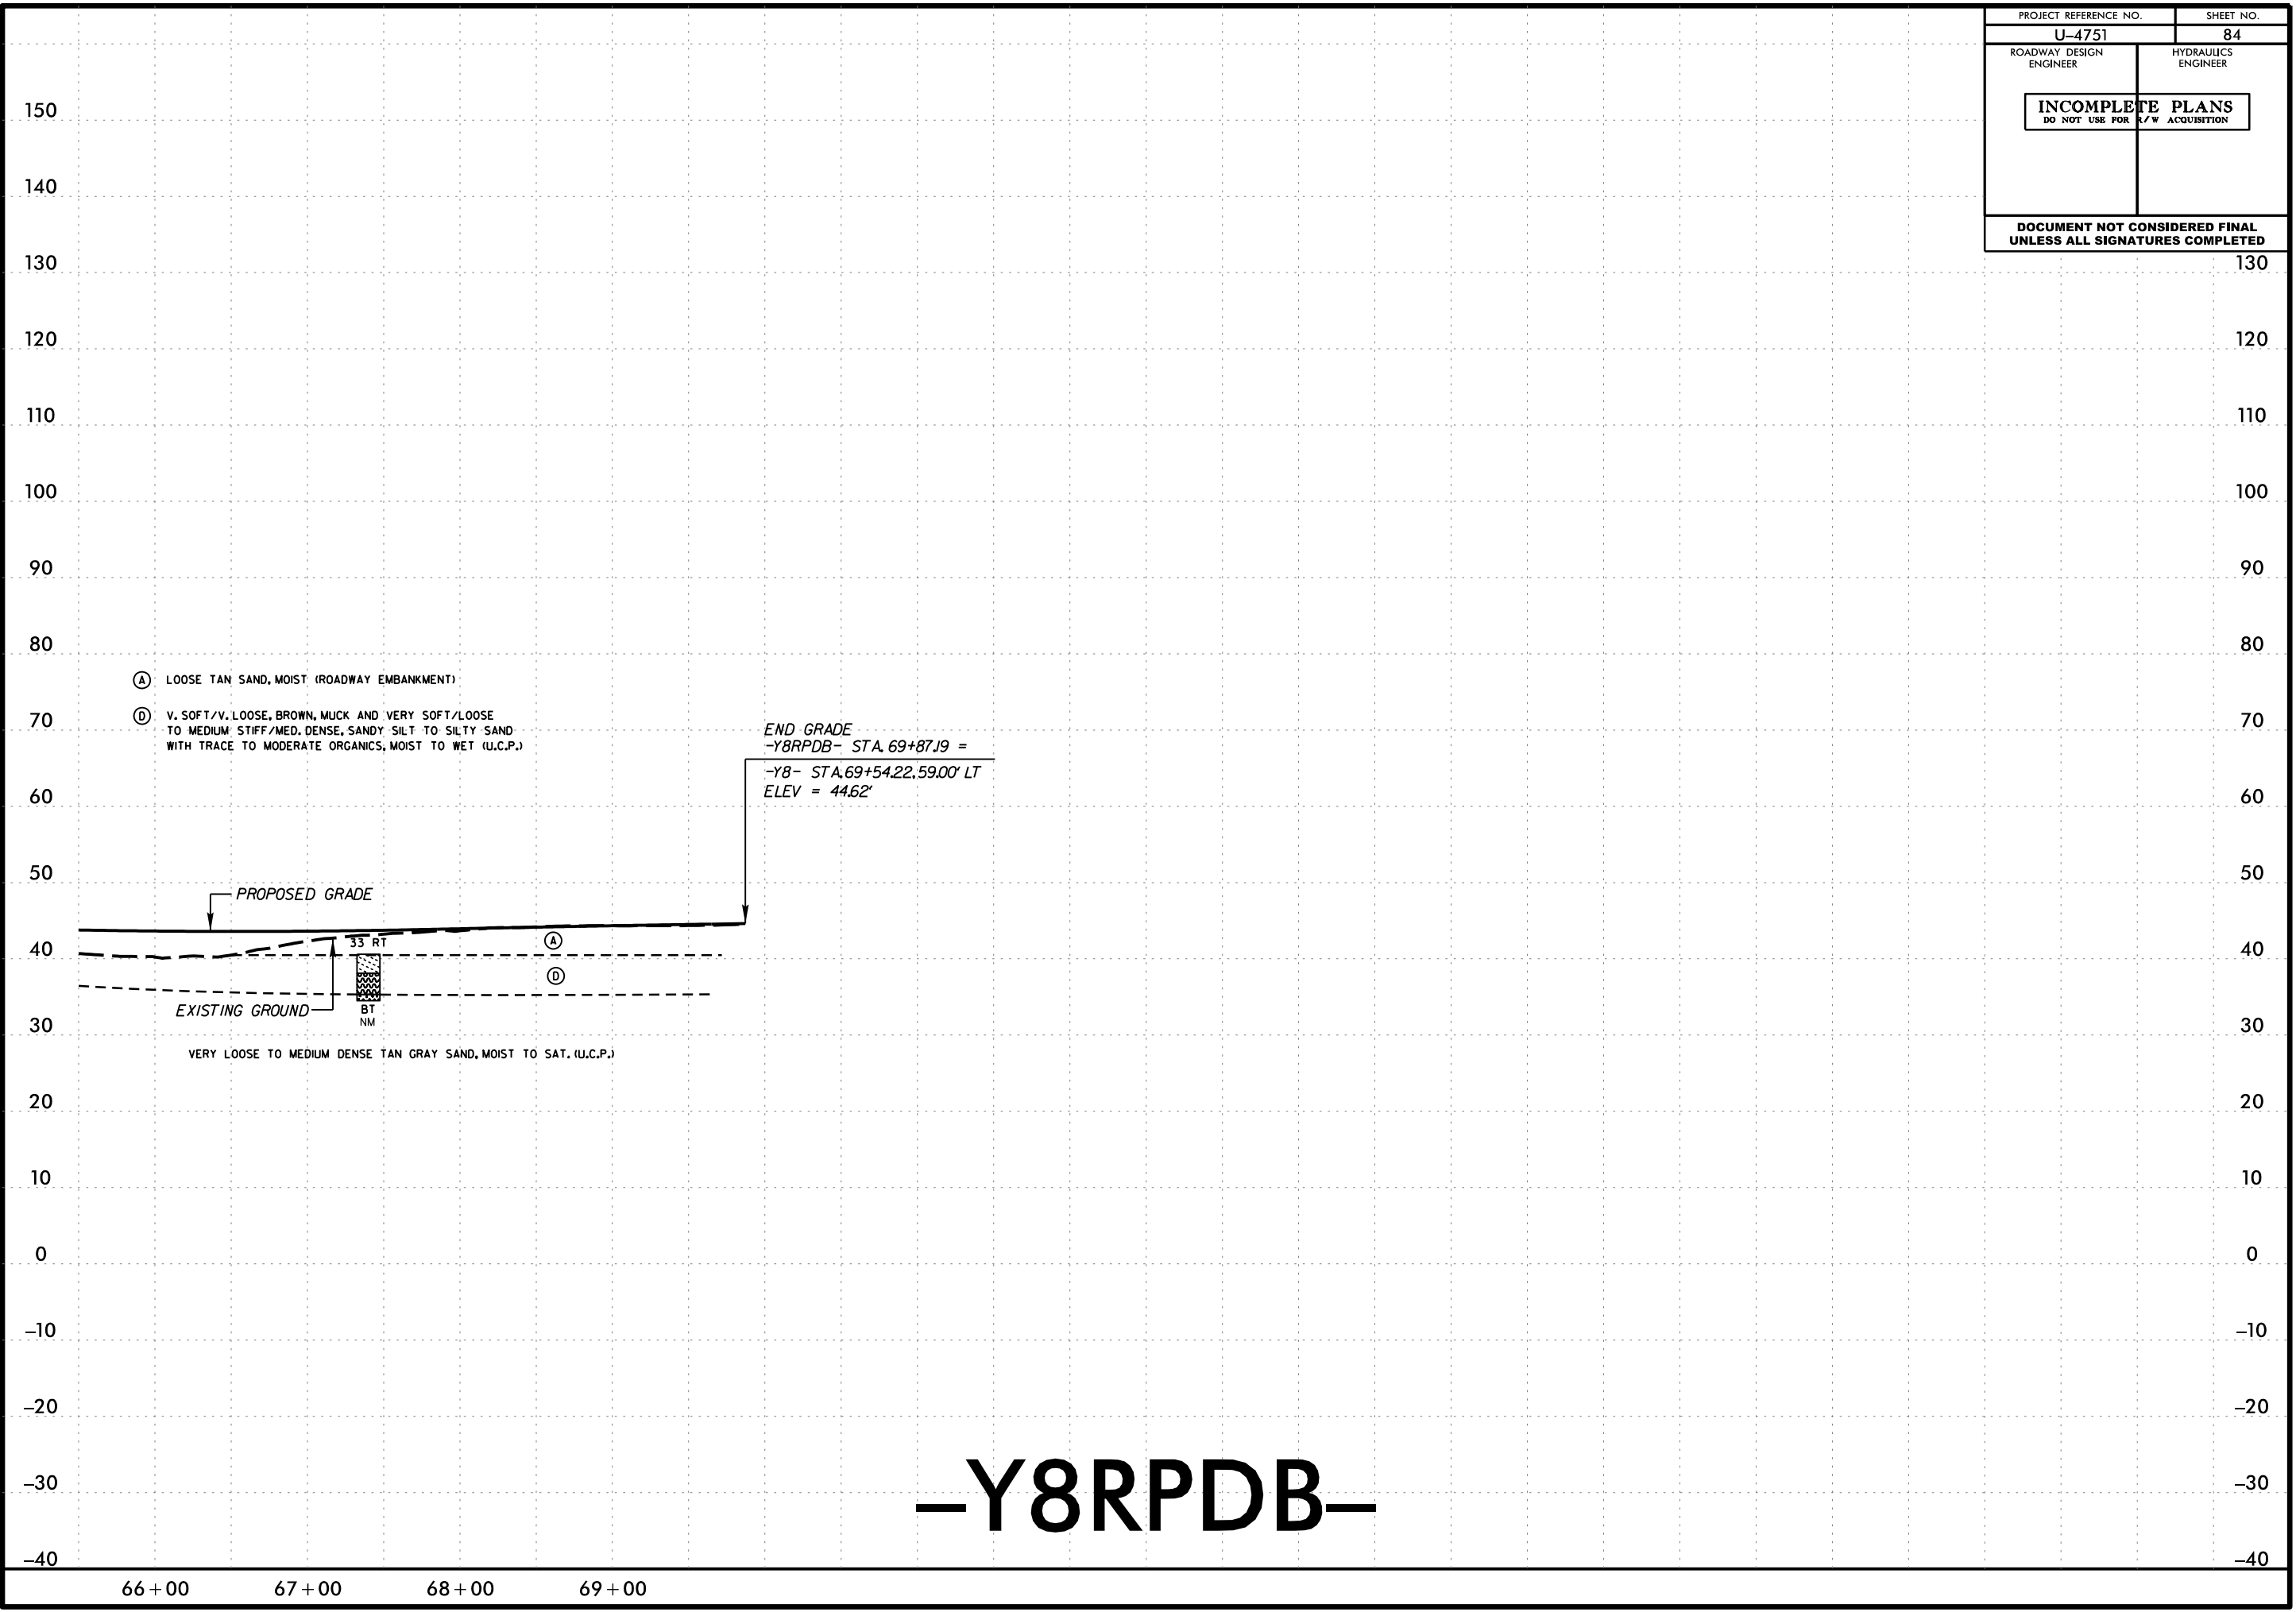 PROJECT REFERENCE NO. SHEET NO.
U–4751 84
ROADWAY DESIGN
ENGINEER
HYDRAULICS
ENGINEER
INCOMPLETE PLANS
DO NOT USE FOR R/W ACQUISITION
DOCUMENT NOT CONSIDERED FINAL
UNLESS ALL SIGNATURES COMPLETED
150
140
130 130
120 120
110 110
100 100
90 90
80 80
A LOOSE TAN SAND, MOIST (ROADWAY EMBANKMENT)
D V. SOFT/V. LOOSE, BROWN, MUCK AND VERY SOFT/LOOSE
TO MEDIUM STIFF/MED. DENSE, SANDY SILT TO SILTY SAND
WITH TRACE TO MODERATE ORGANICS, MOIST TO WET (U.C.P.)
70 70
END GRADE
-Y8RPDB- STA. 69+87.19 =
-Y8- STA.69+54.22, 59.00' LT
ELEV = 44.62'
60 60
50 50
PROPOSED GRADE
33 RT
A
40 40
D
EXISTING GROUND
BT
NM
30 30
VERY LOOSE TO MEDIUM DENSE TAN GRAY SAND, MOIST TO SAT. (U.C.P.)
20 20
10 10
0 0
–10 –10
–20 –20
–30 –30
–Y8RPDB–
–40 –40
66+00 67+00 68+00 69+00